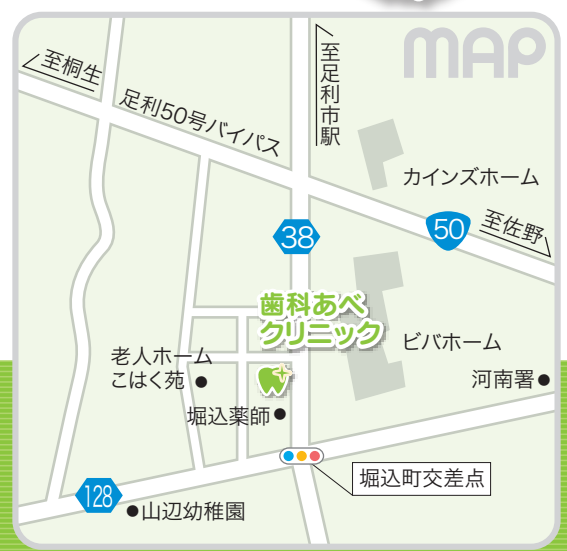 MAP
至桐生
至足利市駅
足利50号バイパス
カインズホーム
38
50
至佐野
歯科あべ
クリニック
ビバホーム
老人ホーム
こはく苑
河南署
堀込薬師
堀込町交差点
128
山辺幼稚園